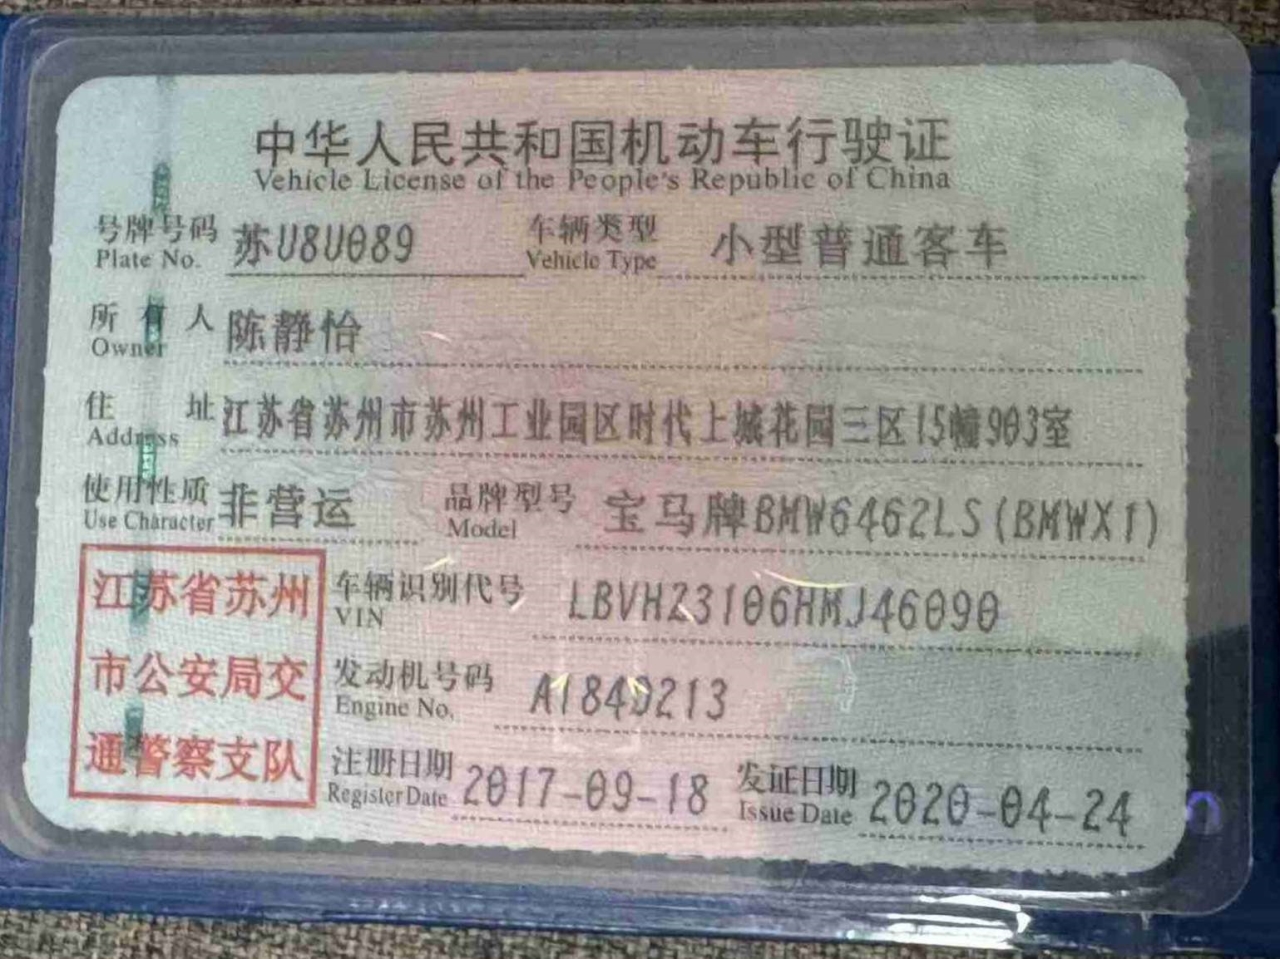 中华人民共和国机动车行驶证
Vehicle License of the People's Republic of China
号牌号码 苏U8U089 车辆类型 小型普通客车
Plate No. Vehicle Type
所有人 陈静怡
Owner
住址 江苏省苏州市苏州工业园区时代上城花园三区15幢903室
Address
使用性质 非营运 品牌型号 宝马牌BMW6462LS(BMWX1)
Use Character Model
江苏省苏州
市公安局交
通警察支队
车辆识别代号 LBVHZ3106HMJ46090
VIN
发动机号码 A1840213
Engine No.
注册日期 2017-09-18 发证日期 2020-04-24
Register Date Issue Date